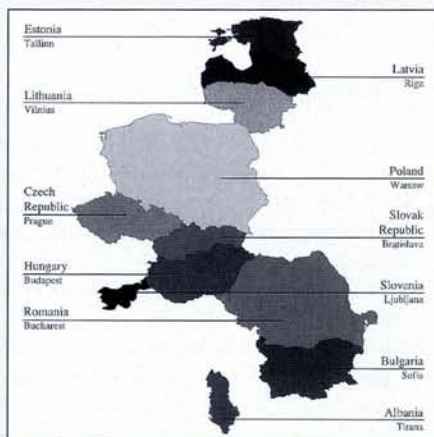 Estonia
Tallinn
Latvia
Riga
Lithuania
Vilnius
Poland
Warsaw
Czech
Republic
Prague
Slovak
Republic
Bratislava
Hungary
Budapest
Slovenia
Ljubljana
Romania
Bucharest
Bulgaria
Sofia
Albania
Tirana